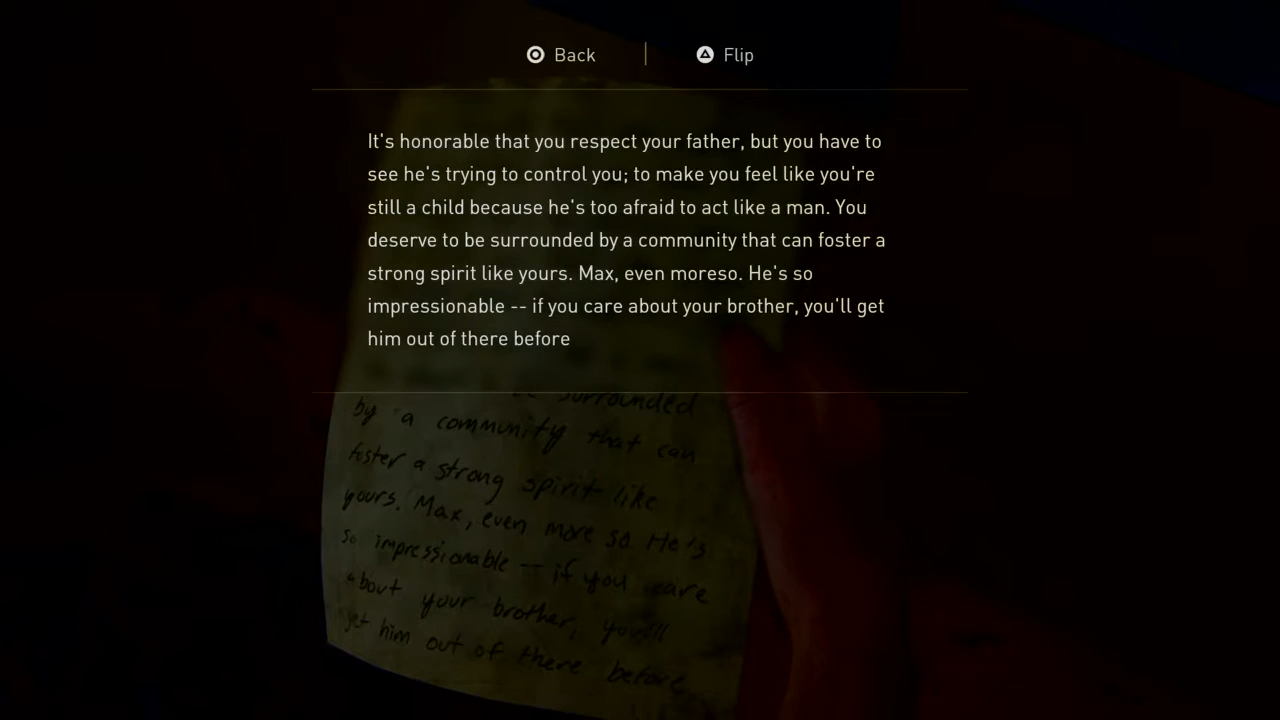 Back | Flip
It's honorable that you respect your father, but you have to
see he's trying to control you; to make you feel like you're
still a child because he's too afraid to act like a man. You
deserve to be surrounded by a community that can foster a
strong spirit like yours. Max, even moreso. He's so
impressionable -- if you care about your brother, you'll get
him out of there before
be surrounded
by a community that can
foster a strong spirit like
yours. Max, even more so. He's
so impressionable -- if you care
about your brother, you'll
get him out of there before